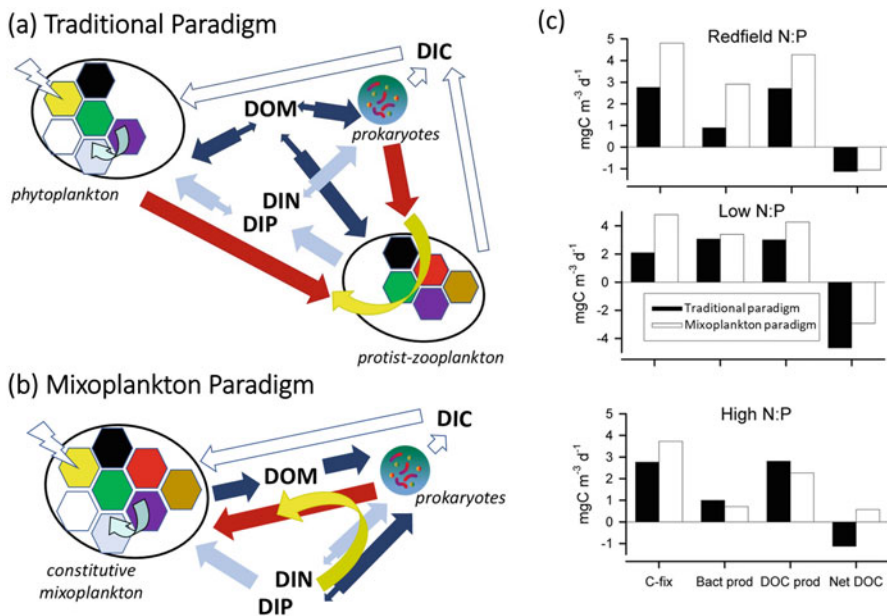 (a) Traditional Paradigm
DIC
DOM
prokaryotes
phytoplankton
DIN
DIP
protist-zooplankton
(b) Mixoplankton Paradigm
DIC
DOM
prokaryotes
constitutive
mixoplankton
DIN
DIP
(c)
Redfield N:P
mgC m⁻³ d⁻¹
5
4
3
2
1
0
-1
Low N:P
mgC m⁻³ d⁻¹
4
2
0
-2
-4
Traditional paradigm
Mixoplankton paradigm
High N:P
mgC m⁻³ d⁻¹
5
4
3
2
1
0
-1
C-fix Bact prod DOC prod Net DOC